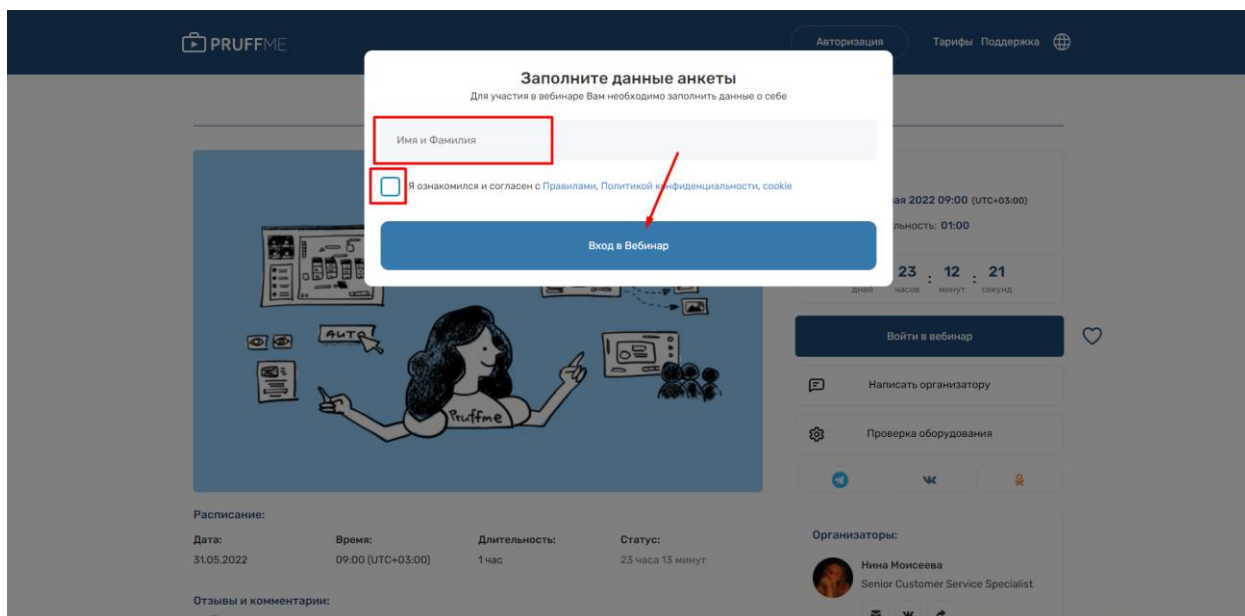 PRUFFME
Авторизация
Тарифы Поддержка
Заполните данные анкеты
Для участия в вебинаре Вам необходимо заполнить данные о себе
Имя и Фамилия
Я ознакомился и согласен с Правилами, Политикой конфиденциальности, cookie
Вход в Вебинар
2022 09:00 (UTC+03:00)
01:00
23 : 12 : 21
дней часов минут секунд
Войти в вебинар
Написать организатору
Проверка оборудования
AUTO
Pruffme
Расписание:
Дата: Время: Длительность: Статус:
31.05.2022 09:00 (UTC+03:00) 1 час 23 часа 13 минут
Отзывы и комментарии:
Организаторы:
Нина Моисеева
Senior Customer Service Specialist